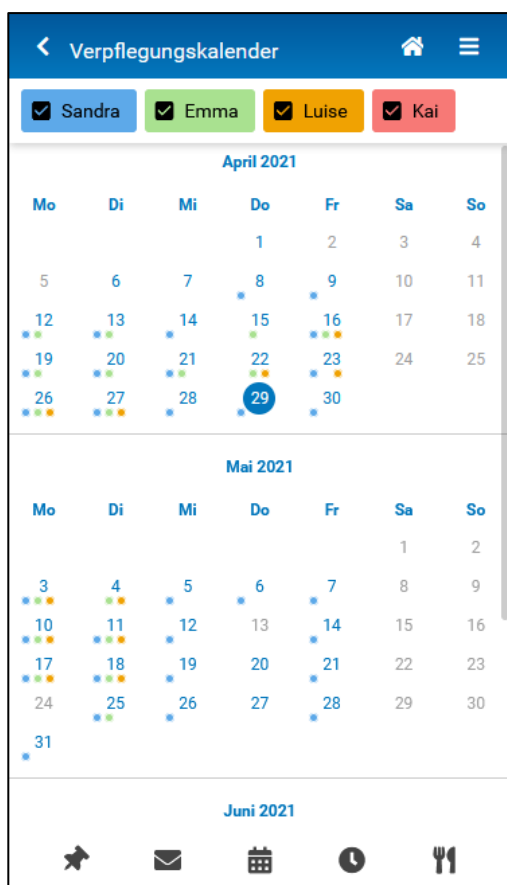 Verpflegungskalender
Sandra Emma Luise Kai
April 2021
Mo Di Mi Do Fr Sa So
1 2 3 4
5 6 7 8 9 10 11
12 13 14 15 16 17 18
19 20 21 22 23 24 25
26 27 28 29 30
Mai 2021
Mo Di Mi Do Fr Sa So
1 2
3 4 5 6 7 8 9
10 11 12 13 14 15 16
17 18 19 20 21 22 23
24 25 26 27 28 29 30
31
Juni 2021